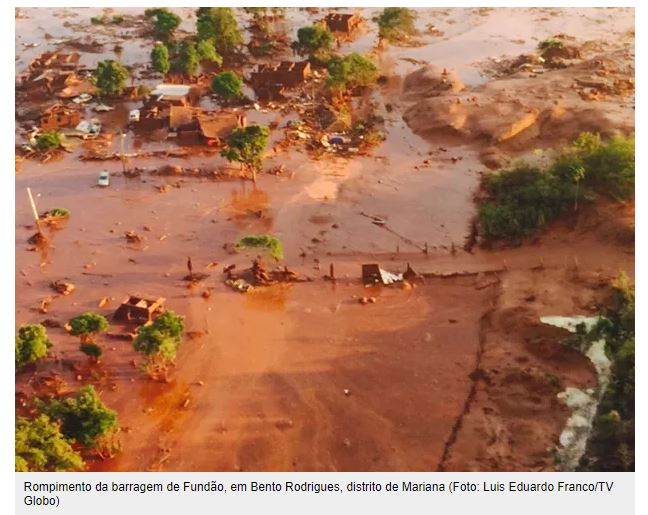 Rompimento da barragem de Fundão, em Bento Rodrigues, distrito de Mariana (Foto: Luis Eduardo Franco/TV
Globo)